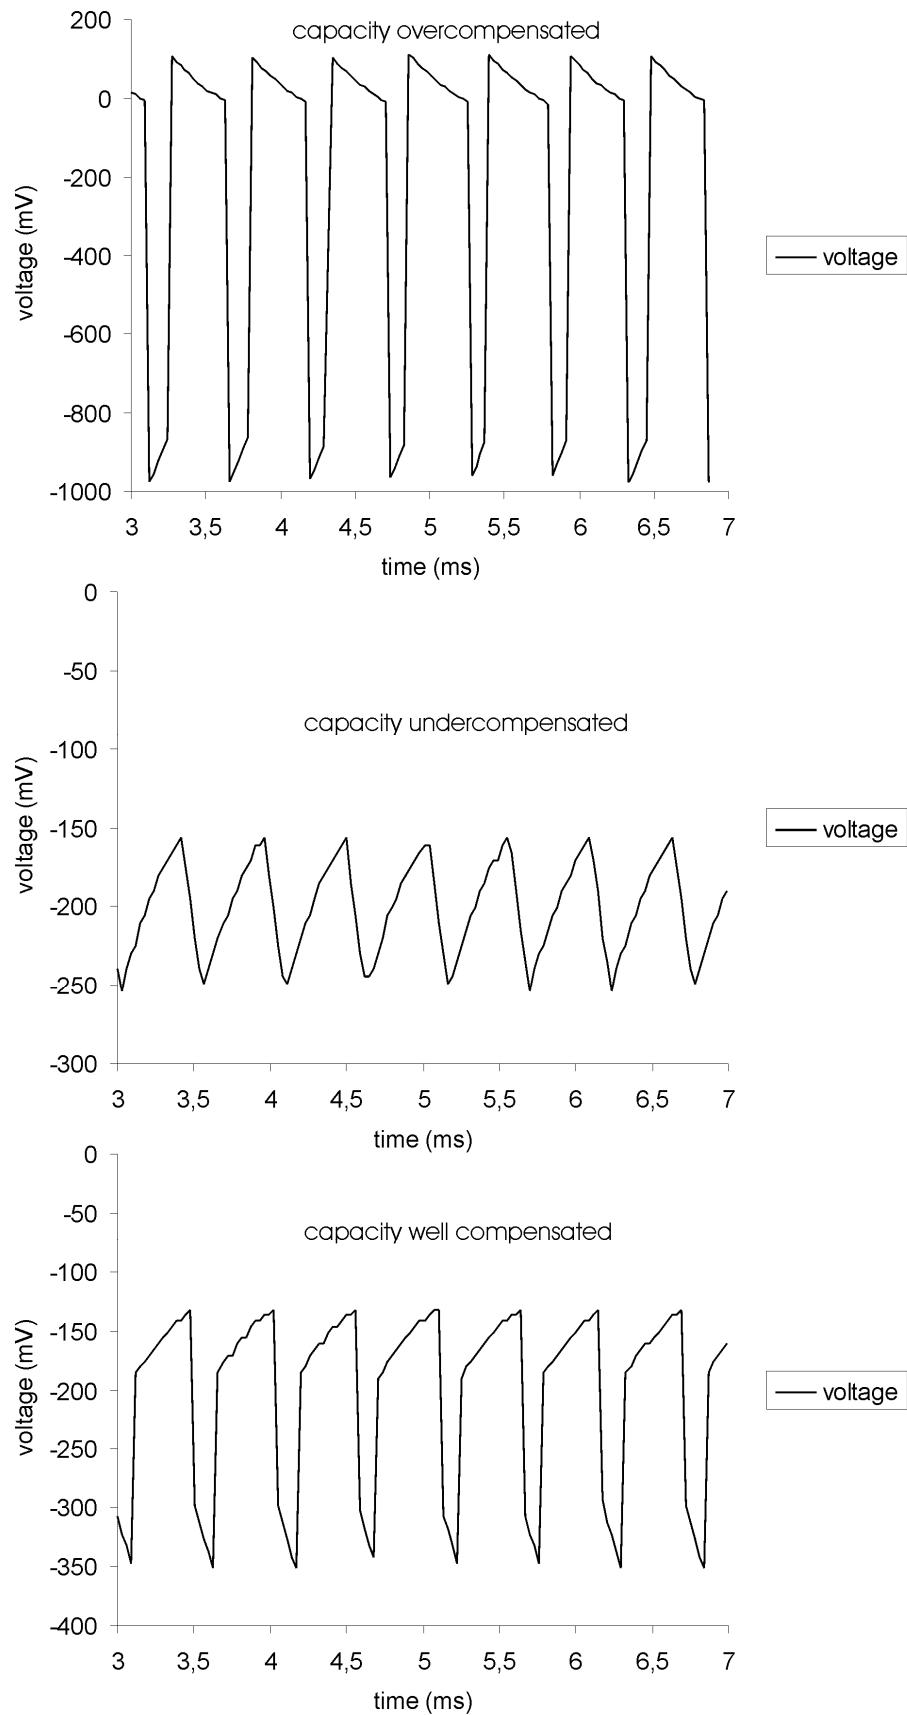 capacity overcompensated
200
0
-200
-400
-600
-800
-1000
voltage (mV)
3 3,5 4 4,5 5 5,5 6 6,5 7
time (ms)
voltage
0
-50
-100
-150
-200
-250
-300
voltage (mV)
capacity undercompensated
3 3,5 4 4,5 5 5,5 6 6,5 7
time (ms)
voltage
0
-50
-100
-150
-200
-250
-300
-350
-400
voltage (mV)
capacity well compensated
3 3,5 4 4,5 5 5,5 6 6,5 7
time (ms)
voltage